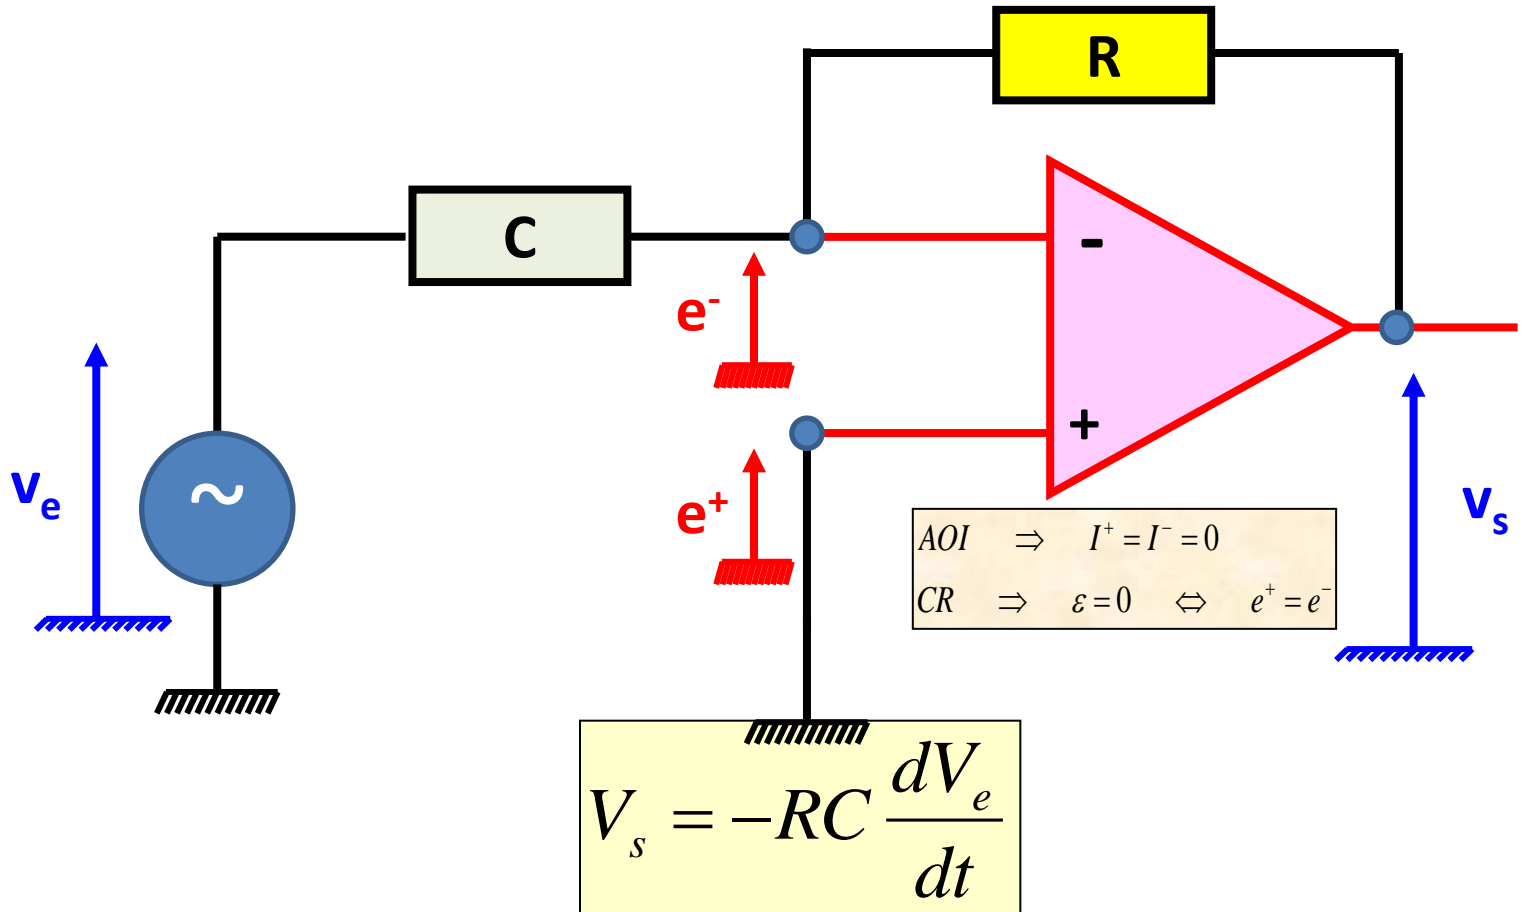 R
C
-
e-
~
+
ve
e+
vs
AOI ⇒ I⁺ = I⁻ = 0
CR ⇒ ε = 0 ⇔ e⁺ = e⁻
Vs = −RC dVe/dt